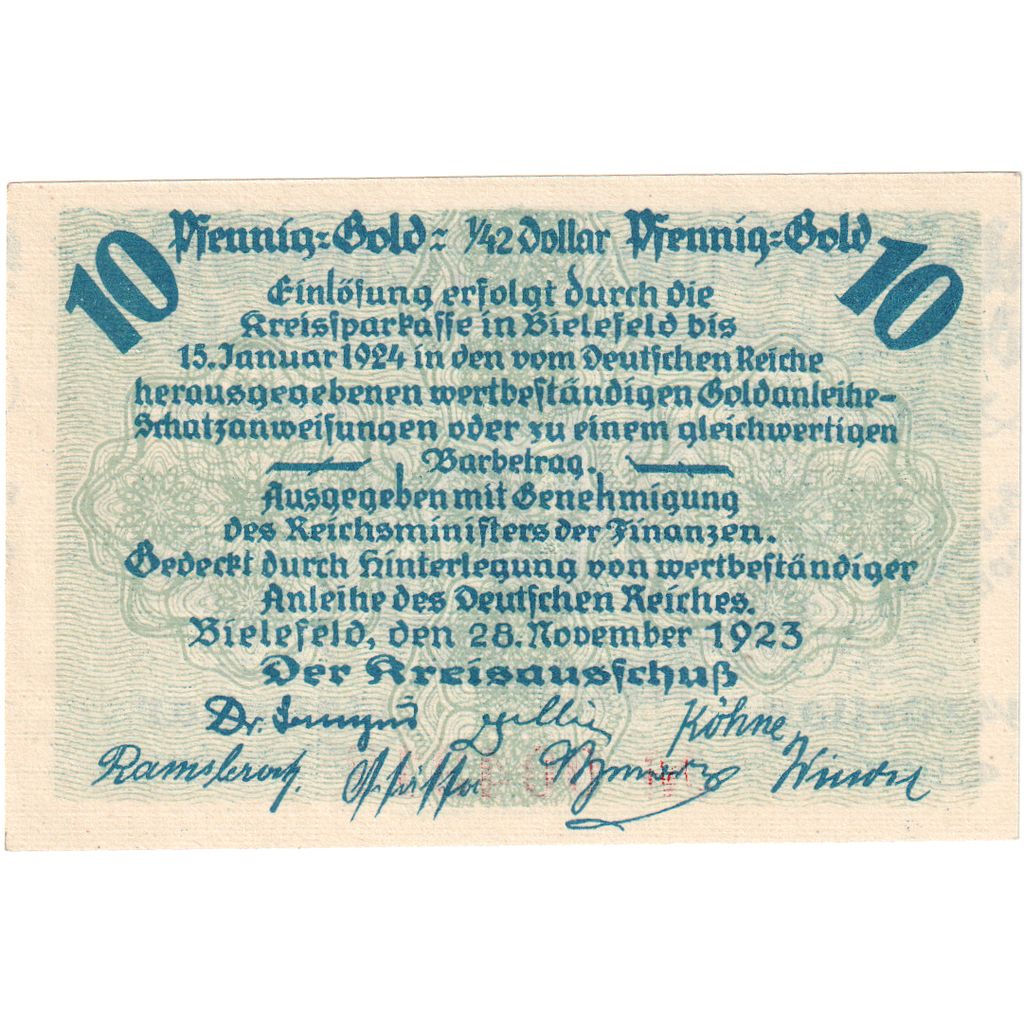 10 Pfennig=Gold = 1/42 Dollar Pfennig=Gold 10
Einlösung erfolgt durch die
Kreissparkasse in Bielefeld bis
15. Januar 1924 in den vom Deutschen Reiche
herausgegebenen wertbeständigen Goldanleihe-
Schatzanweisungen oder zu einem gleichwertigen
Barbetrag.
Ausgegeben mit Genehmigung
des Reichsministers der Finanzen.
Gedeckt durch Hinterlegung von wertbeständiger
Anleihe des Deutschen Reiches.
Bielefeld, den 28. November 1923
Der Kreisausschuß
Dr. Köhne